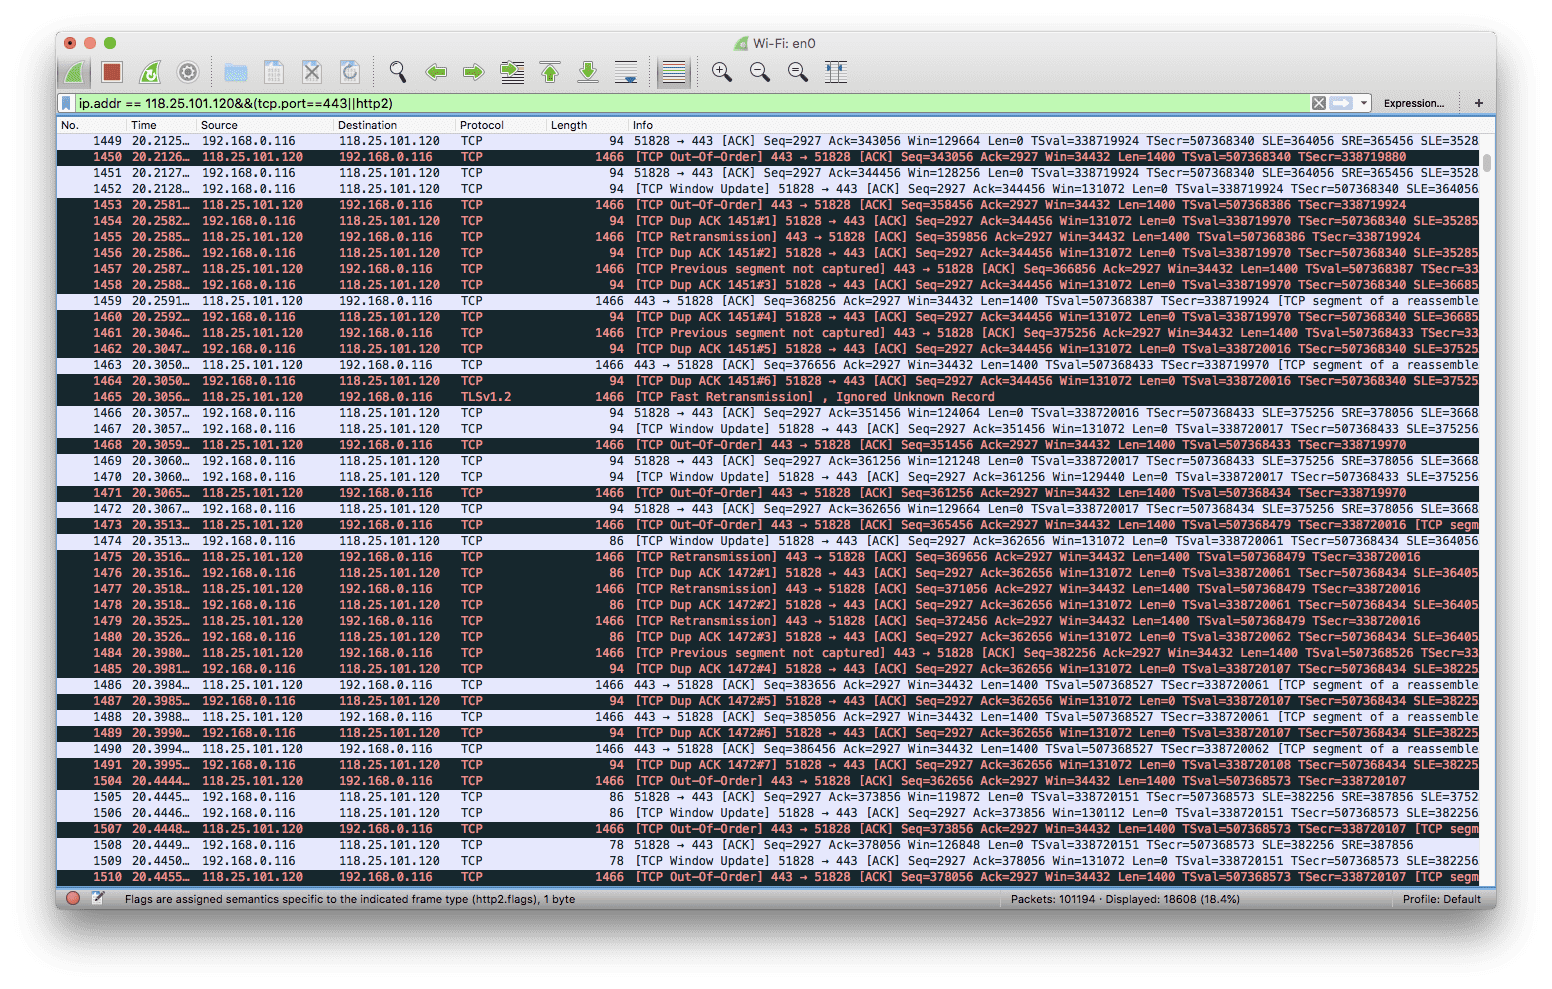 Wi-Fi: en0
ip.addr == 118.25.101.120&&(tcp.port==443||http2)
Expression...
+
No. Time Source Destination Protocol Length Info
1449 20.2125… 192.168.0.116 118.25.101.120 TCP 94 51828 → 443 [ACK] Seq=2927 Ack=343056 Win=129664 Len=0 TSval=338719924 TSecr=507368340 SLE=364056 SRE=365456 SLE=3528
1450 20.2126… 118.25.101.120 192.168.0.116 TCP 1466 [TCP Out-Of-Order] 443 → 51828 [ACK] Seq=343056 Ack=2927 Win=34432 Len=1400 TSval=507368340 TSecr=338719880
1451 20.2127… 192.168.0.116 118.25.101.120 TCP 94 51828 → 443 [ACK] Seq=2927 Ack=344456 Win=128256 Len=0 TSval=338719924 TSecr=507368340 SLE=364056 SRE=365456 SLE=3528
1452 20.2128… 192.168.0.116 118.25.101.120 TCP 94 [TCP Window Update] 51828 → 443 [ACK] Seq=2927 Ack=344456 Win=131072 Len=0 TSval=338719924 TSecr=507368340 SLE=364056
1453 20.2581… 118.25.101.120 192.168.0.116 TCP 1466 [TCP Out-Of-Order] 443 → 51828 [ACK] Seq=358456 Ack=2927 Win=34432 Len=1400 TSval=507368386 TSecr=338719924
1454 20.2582… 192.168.0.116 118.25.101.120 TCP 94 [TCP Dup ACK 1451#1] 51828 → 443 [ACK] Seq=2927 Ack=344456 Win=131072 Len=0 TSval=338719970 TSecr=507368340 SLE=35285
1455 20.2585… 118.25.101.120 192.168.0.116 TCP 1466 [TCP Retransmission] 443 → 51828 [ACK] Seq=359856 Ack=2927 Win=34432 Len=1400 TSval=507368386 TSecr=338719924
1456 20.2586… 192.168.0.116 118.25.101.120 TCP 94 [TCP Dup ACK 1451#2] 51828 → 443 [ACK] Seq=2927 Ack=344456 Win=131072 Len=0 TSval=338719970 TSecr=507368340 SLE=35285
1457 20.2587… 118.25.101.120 192.168.0.116 TCP 1466 [TCP Previous segment not captured] 443 → 51828 [ACK] Seq=366856 Ack=2927 Win=34432 Len=1400 TSval=507368387 TSecr=33
1458 20.2588… 192.168.0.116 118.25.101.120 TCP 94 [TCP Dup ACK 1451#3] 51828 → 443 [ACK] Seq=2927 Ack=344456 Win=131072 Len=0 TSval=338719970 TSecr=507368340 SLE=36685
1459 20.2591… 118.25.101.120 192.168.0.116 TCP 1466 443 → 51828 [ACK] Seq=368256 Ack=2927 Win=34432 Len=1400 TSval=507368387 TSecr=338719924 [TCP segment of a reassemble
1460 20.2592… 192.168.0.116 118.25.101.120 TCP 94 [TCP Dup ACK 1451#4] 51828 → 443 [ACK] Seq=2927 Ack=344456 Win=131072 Len=0 TSval=338719970 TSecr=507368340 SLE=36685
1461 20.3046… 118.25.101.120 192.168.0.116 TCP 1466 [TCP Previous segment not captured] 443 → 51828 [ACK] Seq=375256 Ack=2927 Win=34432 Len=1400 TSval=507368433 TSecr=33
1462 20.3047… 192.168.0.116 118.25.101.120 TCP 94 [TCP Dup ACK 1451#5] 51828 → 443 [ACK] Seq=2927 Ack=344456 Win=131072 Len=0 TSval=338720016 TSecr=507368340 SLE=37525
1463 20.3050… 118.25.101.120 192.168.0.116 TCP 1466 443 → 51828 [ACK] Seq=376656 Ack=2927 Win=34432 Len=1400 TSval=507368433 TSecr=338719970 [TCP segment of a reassemble
1464 20.3050… 192.168.0.116 118.25.101.120 TCP 94 [TCP Dup ACK 1451#6] 51828 → 443 [ACK] Seq=2927 Ack=344456 Win=131072 Len=0 TSval=338720016 TSecr=507368340 SLE=37525
1465 20.3056… 118.25.101.120 192.168.0.116 TLSv1.2 1466 [TCP Fast Retransmission] , Ignored Unknown Record
1466 20.3057… 192.168.0.116 118.25.101.120 TCP 94 51828 → 443 [ACK] Seq=2927 Ack=351456 Win=124064 Len=0 TSval=338720016 TSecr=507368433 SLE=375256 SRE=378056 SLE=3668
1467 20.3057… 192.168.0.116 118.25.101.120 TCP 94 [TCP Window Update] 51828 → 443 [ACK] Seq=2927 Ack=351456 Win=131072 Len=0 TSval=338720017 TSecr=507368433 SLE=375256
1468 20.3059… 118.25.101.120 192.168.0.116 TCP 1466 [TCP Out-Of-Order] 443 → 51828 [ACK] Seq=351456 Ack=2927 Win=34432 Len=1400 TSval=507368433 TSecr=338719970
1469 20.3060… 192.168.0.116 118.25.101.120 TCP 94 51828 → 443 [ACK] Seq=2927 Ack=361256 Win=121248 Len=0 TSval=338720017 TSecr=507368433 SLE=375256 SRE=378056 SLE=3668
1470 20.3060… 192.168.0.116 118.25.101.120 TCP 94 [TCP Window Update] 51828 → 443 [ACK] Seq=2927 Ack=361256 Win=129440 Len=0 TSval=338720017 TSecr=507368433 SLE=375256
1471 20.3065… 118.25.101.120 192.168.0.116 TCP 1466 [TCP Out-Of-Order] 443 → 51828 [ACK] Seq=361256 Ack=2927 Win=34432 Len=1400 TSval=507368434 TSecr=338719970
1472 20.3067… 192.168.0.116 118.25.101.120 TCP 94 51828 → 443 [ACK] Seq=2927 Ack=362656 Win=129664 Len=0 TSval=338720017 TSecr=507368434 SLE=375256 SRE=378056 SLE=3668
1473 20.3513… 118.25.101.120 192.168.0.116 TCP 1466 [TCP Out-Of-Order] 443 → 51828 [ACK] Seq=365456 Ack=2927 Win=34432 Len=1400 TSval=507368479 TSecr=338720016 [TCP segm
1474 20.3513… 192.168.0.116 118.25.101.120 TCP 86 [TCP Window Update] 51828 → 443 [ACK] Seq=2927 Ack=362656 Win=131072 Len=0 TSval=338720061 TSecr=507368434 SLE=364056
1475 20.3516… 118.25.101.120 192.168.0.116 TCP 1466 [TCP Retransmission] 443 → 51828 [ACK] Seq=369656 Ack=2927 Win=34432 Len=1400 TSval=507368479 TSecr=338720016
1476 20.3516… 192.168.0.116 118.25.101.120 TCP 86 [TCP Dup ACK 1472#1] 51828 → 443 [ACK] Seq=2927 Ack=362656 Win=131072 Len=0 TSval=338720061 TSecr=507368434 SLE=36405
1477 20.3518… 118.25.101.120 192.168.0.116 TCP 1466 [TCP Retransmission] 443 → 51828 [ACK] Seq=371056 Ack=2927 Win=34432 Len=1400 TSval=507368479 TSecr=338720016
1478 20.3518… 192.168.0.116 118.25.101.120 TCP 86 [TCP Dup ACK 1472#2] 51828 → 443 [ACK] Seq=2927 Ack=362656 Win=131072 Len=0 TSval=338720061 TSecr=507368434 SLE=36405
1479 20.3525… 118.25.101.120 192.168.0.116 TCP 1466 [TCP Retransmission] 443 → 51828 [ACK] Seq=372456 Ack=2927 Win=34432 Len=1400 TSval=507368479 TSecr=338720016
1480 20.3526… 192.168.0.116 118.25.101.120 TCP 86 [TCP Dup ACK 1472#3] 51828 → 443 [ACK] Seq=2927 Ack=362656 Win=131072 Len=0 TSval=338720062 TSecr=507368434 SLE=36405
1484 20.3980… 118.25.101.120 192.168.0.116 TCP 1466 [TCP Previous segment not captured] 443 → 51828 [ACK] Seq=382256 Ack=2927 Win=34432 Len=1400 TSval=507368526 TSecr=33
1485 20.3981… 192.168.0.116 118.25.101.120 TCP 94 [TCP Dup ACK 1472#4] 51828 → 443 [ACK] Seq=2927 Ack=362656 Win=131072 Len=0 TSval=338720107 TSecr=507368434 SLE=38225
1486 20.3984… 118.25.101.120 192.168.0.116 TCP 1466 443 → 51828 [ACK] Seq=383656 Ack=2927 Win=34432 Len=1400 TSval=507368527 TSecr=338720061 [TCP segment of a reassemble
1487 20.3985… 192.168.0.116 118.25.101.120 TCP 94 [TCP Dup ACK 1472#5] 51828 → 443 [ACK] Seq=2927 Ack=362656 Win=131072 Len=0 TSval=338720107 TSecr=507368434 SLE=38225
1488 20.3988… 118.25.101.120 192.168.0.116 TCP 1466 443 → 51828 [ACK] Seq=385056 Ack=2927 Win=34432 Len=1400 TSval=507368527 TSecr=338720061 [TCP segment of a reassemble
1489 20.3990… 192.168.0.116 118.25.101.120 TCP 94 [TCP Dup ACK 1472#6] 51828 → 443 [ACK] Seq=2927 Ack=362656 Win=131072 Len=0 TSval=338720107 TSecr=507368434 SLE=38225
1490 20.3994… 118.25.101.120 192.168.0.116 TCP 1466 443 → 51828 [ACK] Seq=386456 Ack=2927 Win=34432 Len=1400 TSval=507368527 TSecr=338720062 [TCP segment of a reassemble
1491 20.3995… 192.168.0.116 118.25.101.120 TCP 94 [TCP Dup ACK 1472#7] 51828 → 443 [ACK] Seq=2927 Ack=362656 Win=131072 Len=0 TSval=338720108 TSecr=507368434 SLE=38225
1504 20.4444… 118.25.101.120 192.168.0.116 TCP 1466 [TCP Out-Of-Order] 443 → 51828 [ACK] Seq=362656 Ack=2927 Win=34432 Len=1400 TSval=507368573 TSecr=338720107
1505 20.4445… 192.168.0.116 118.25.101.120 TCP 86 51828 → 443 [ACK] Seq=2927 Ack=373856 Win=119872 Len=0 TSval=338720151 TSecr=507368573 SLE=382256 SRE=387856 SLE=3752
1506 20.4446… 192.168.0.116 118.25.101.120 TCP 86 [TCP Window Update] 51828 → 443 [ACK] Seq=2927 Ack=373856 Win=130112 Len=0 TSval=338720151 TSecr=507368573 SLE=382256
1507 20.4448… 118.25.101.120 192.168.0.116 TCP 1466 [TCP Out-Of-Order] 443 → 51828 [ACK] Seq=373856 Ack=2927 Win=34432 Len=1400 TSval=507368573 TSecr=338720107 [TCP segm
1508 20.4449… 192.168.0.116 118.25.101.120 TCP 78 51828 → 443 [ACK] Seq=2927 Ack=378056 Win=126848 Len=0 TSval=338720151 TSecr=507368573 SLE=382256 SRE=387856
1509 20.4450… 192.168.0.116 118.25.101.120 TCP 78 [TCP Window Update] 51828 → 443 [ACK] Seq=2927 Ack=378056 Win=131072 Len=0 TSval=338720151 TSecr=507368573 SLE=382256
1510 20.4455… 118.25.101.120 192.168.0.116 TCP 1466 [TCP Out-Of-Order] 443 → 51828 [ACK] Seq=378056 Ack=2927 Win=34432 Len=1400 TSval=507368573 TSecr=338720107 [TCP segm
Flags are assigned semantics specific to the indicated frame type (http2.flags), 1 byte
Packets: 101194 · Displayed: 18608 (18.4%)
Profile: Default